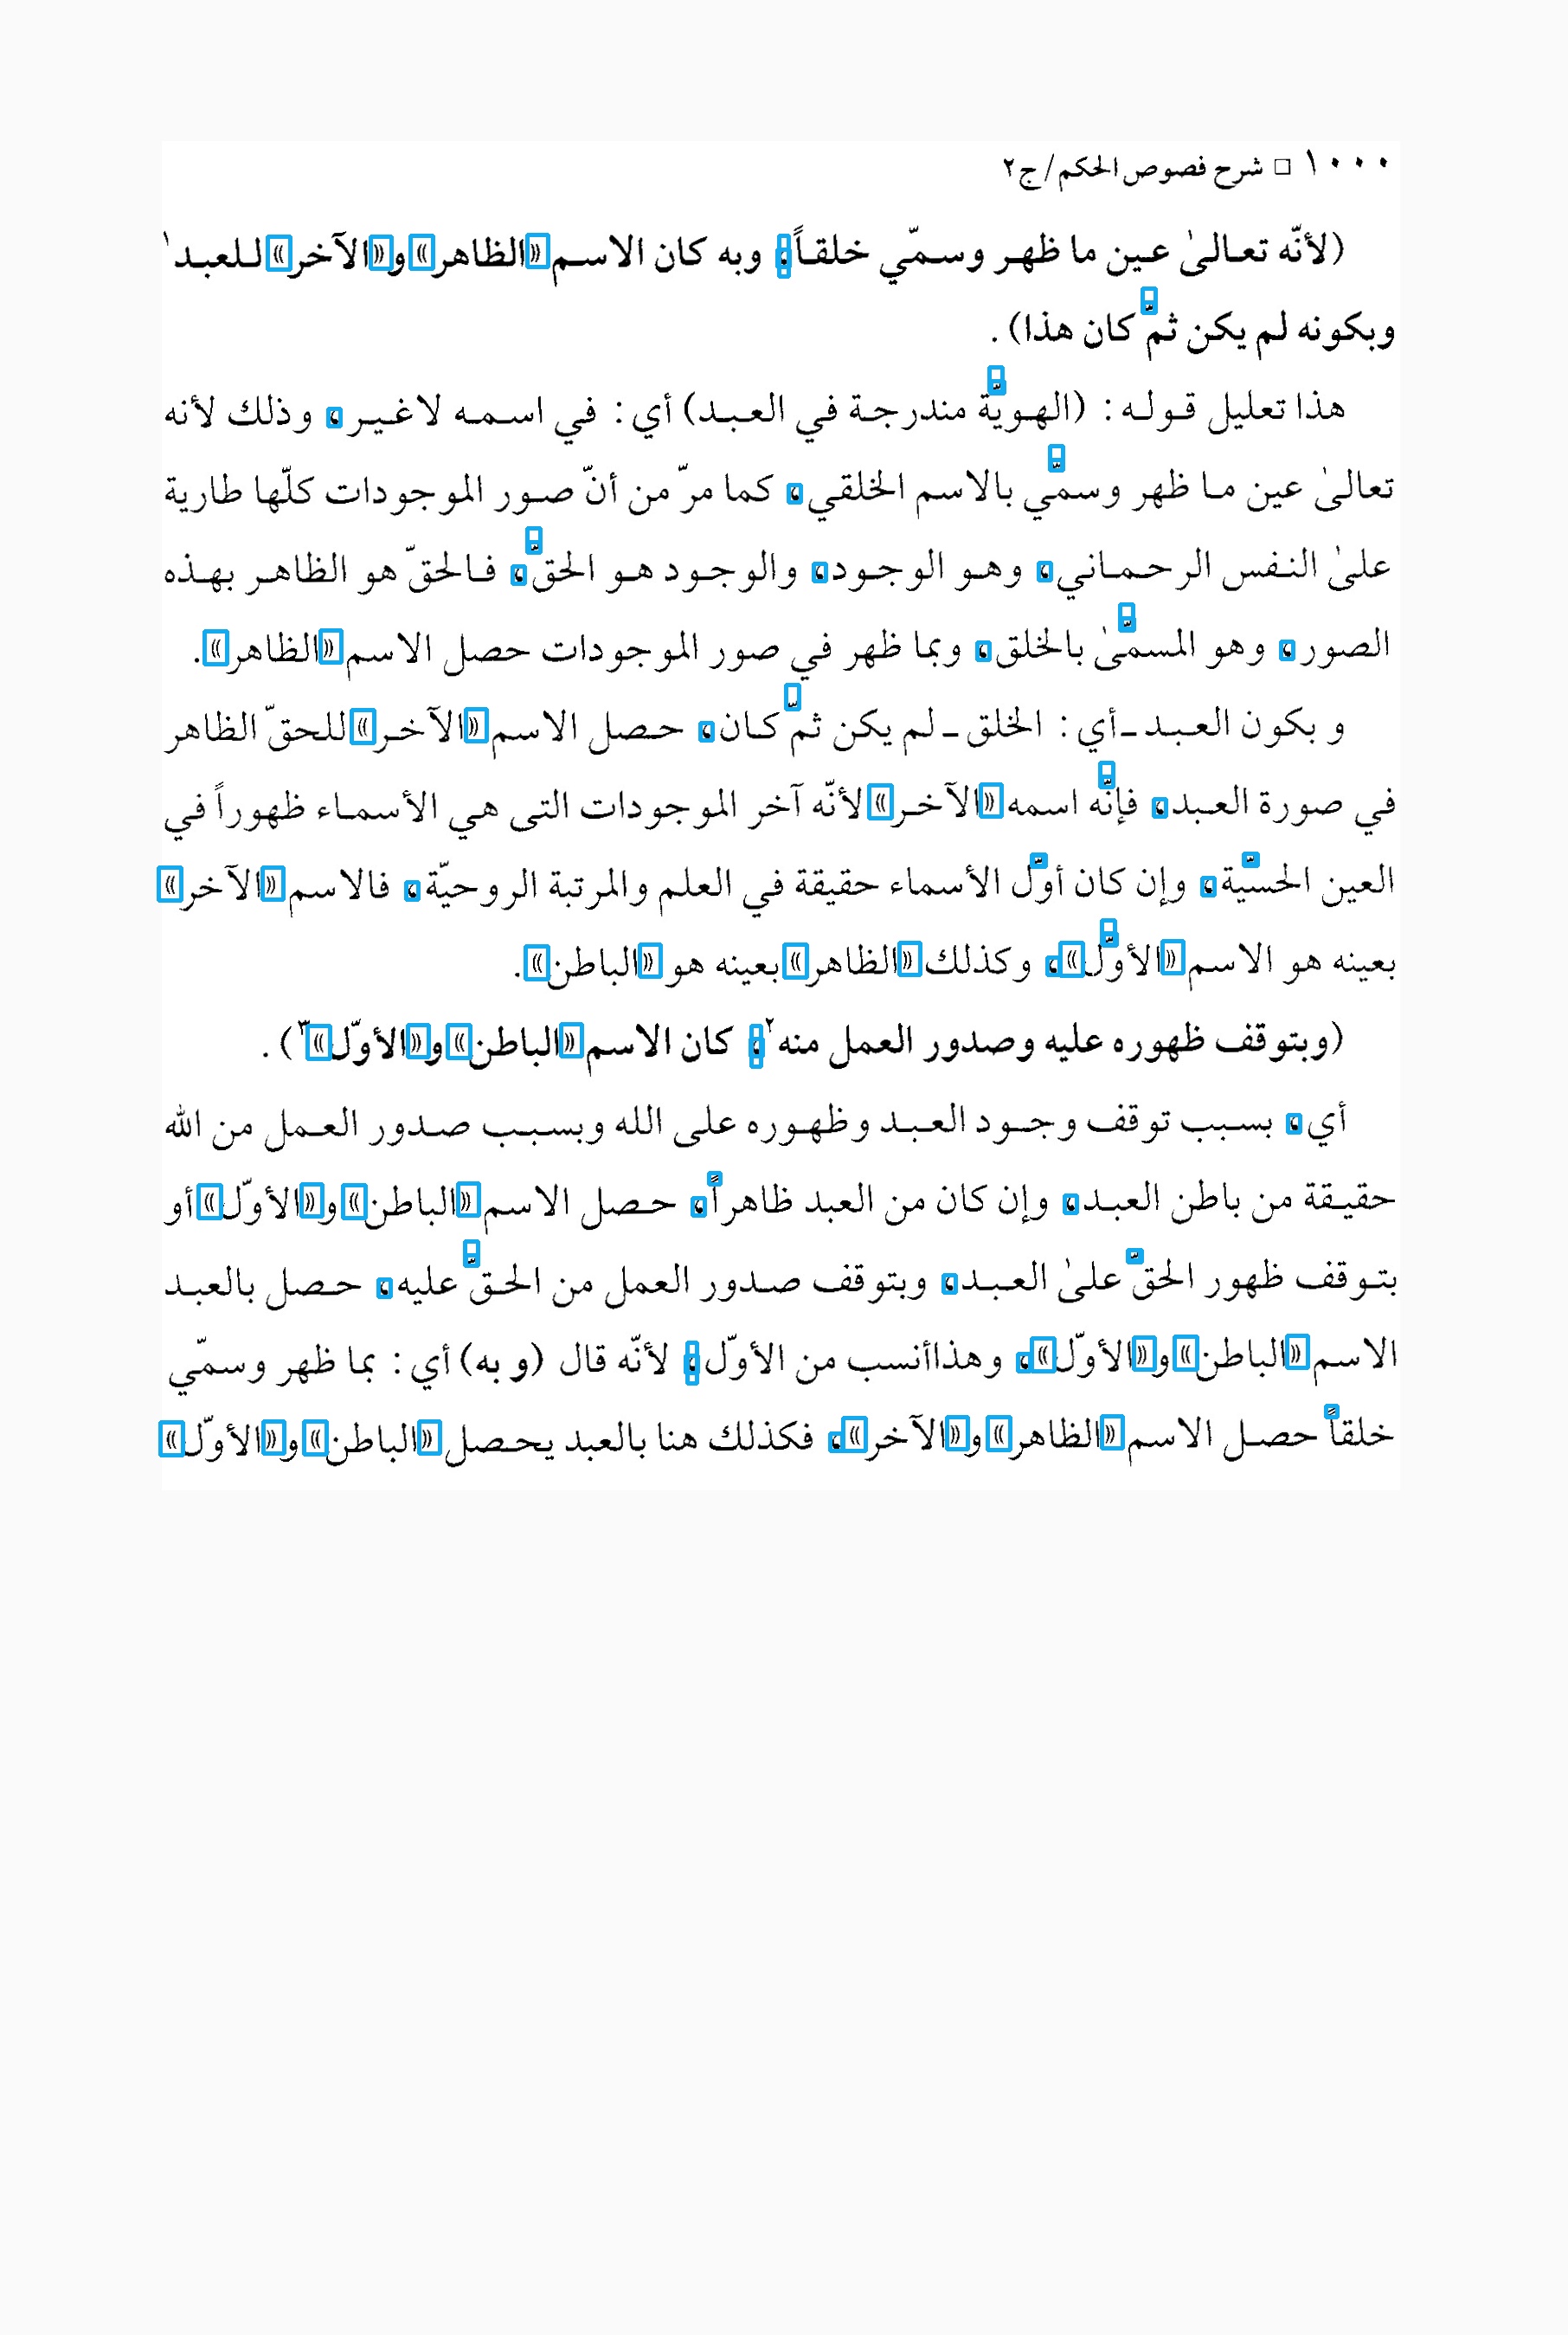 ١٠٠٠ □ شرح فصوص الحكم/ج٢
(لأنّه تعالىٰ عين ما ظهر وسمّي خلقاً؛ وبه كان الاسم «الظاهر» و«الآخر» للعبد١
وبكونه لم يكن ثمّ كان هذا) .
هذا تعليل قوله: (الهويّة مندرجة في العبد) أي: في اسمه لاغير، وذلك لأنه
تعالىٰ عين ما ظهر وسمّي بالاسم الخلقي، كما مرّ من أنّ صور الموجودات كلّها طارية
علىٰ النفس الرحماني، وهو الوجود، والوجود هو الحقّ، فالحقّ هو الظاهر بهذه
الصور، وهو المسمّىٰ بالخلق، وبما ظهر في صور الموجودات حصل الاسم «الظاهر».
و بكون العبد ـ أي: الخلق ـ لم يكن ثمّ كان، حصل الاسم «الآخر» للحقّ الظاهر
في صورة العبد، فإنّه اسمه «الآخر» لأنّه آخر الموجودات التى هي الأسماء ظهوراً في
العين الحسّية، وإن كان أوّل الأسماء حقيقة في العلم والمرتبة الروحيّة، فالاسم «الآخر»
بعينه هو الاسم «الأوّل»، وكذلك «الظاهر» بعينه هو «الباطن».
(وبتوقف ظهوره عليه وصدور العمل منه٢؛ كان الاسم «الباطن» و«الأوّل»٣) .
أي، بسبب توقف وجود العبد وظهوره على الله وبسبب صدور العمل من الله
حقيقة من باطن العبد، وإن كان من العبد ظاهراً، حصل الاسم «الباطن» و«الأوّل» أو
بتوقف ظهور الحقّ علىٰ العبد، وبتوقف صدور العمل من الحقّ عليه، حصل بالعبد
الاسم «الباطن» و«الأوّل»، وهذاأنسب من الأوّل؛ لأنّه قال (و به) أي: بما ظهر وسمّي
خلقاً حصل الاسم «الظاهر» و«الآخر»، فكذلك هنا بالعبد يحصل «الباطن» و«الأوّل»